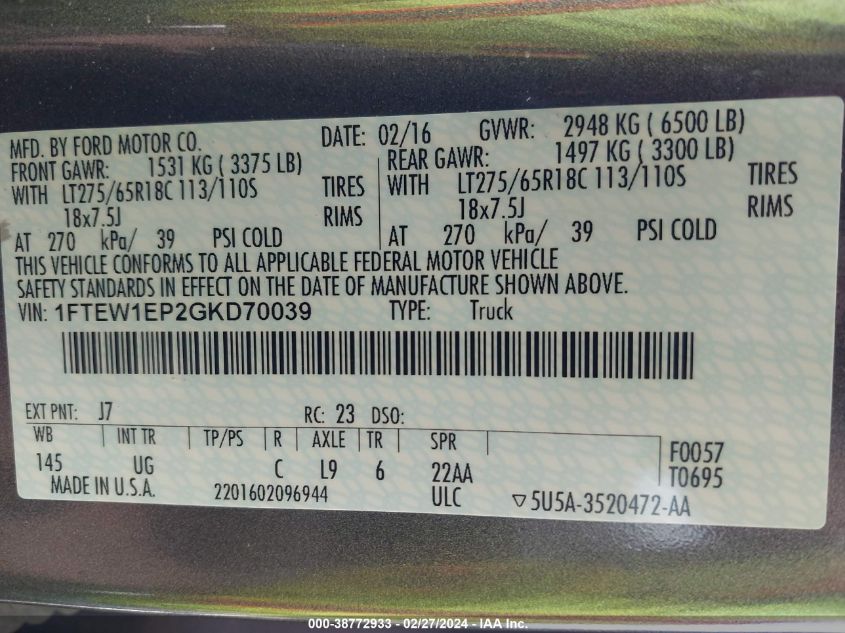 MFD. BY FORD MOTOR CO. DATE: 02/16 GVWR: 2948 KG ( 6500 LB)
FRONT GAWR: 1531 KG ( 3375 LB) REAR GAWR: 1497 KG ( 3300 LB)
WITH LT275/65R18C 113/110S TIRES WITH LT275/65R18C 113/110S TIRES
18x7.5J RIMS 18x7.5J RIMS
AT 270 kPa/ 39 PSI COLD AT 270 kPa/ 39 PSI COLD
THIS VEHICLE CONFORMS TO ALL APPLICABLE FEDERAL MOTOR VEHICLE
SAFETY STANDARDS IN EFFECT ON THE DATE OF MANUFACTURE SHOWN ABOVE.
VIN: 1FTEW1EP2GKD70039 TYPE: Truck
EXT PNT: J7 RC: 23 DSO:
WB INT TR TP/PS R AXLE TR SPR F0057
145 UG C L9 6 22AA T0695
MADE IN U.S.A. 2201602096944 ULC ▽5U5A-3520472-AA
000-38772933 - 02/27/2024 - IAA Inc.